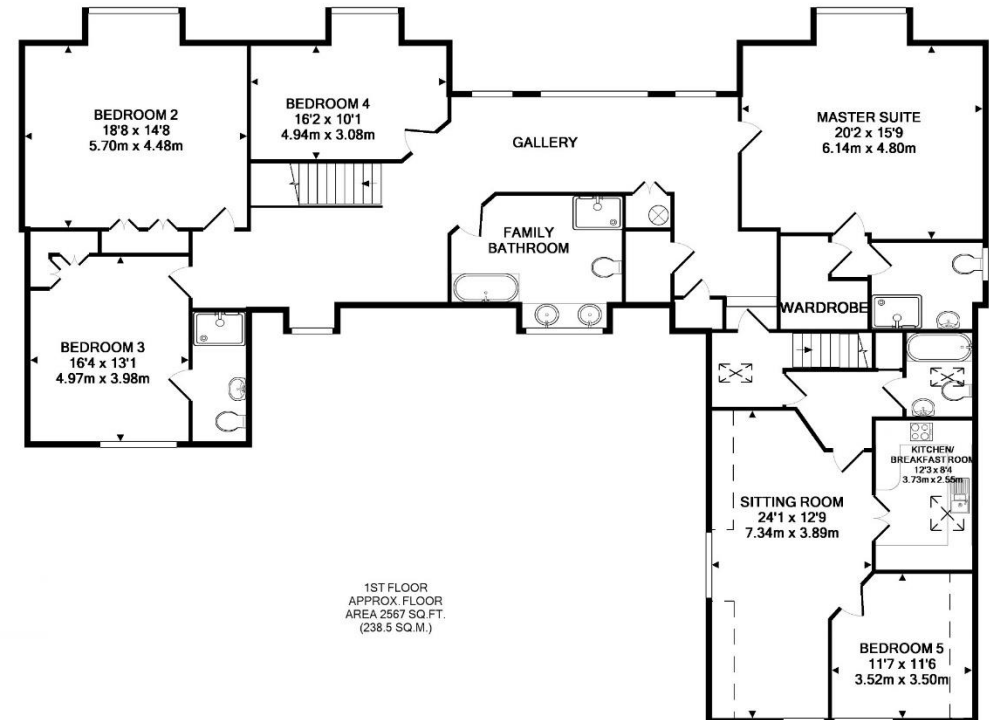 BEDROOM 2
18'8 x 14'8
5.70m x 4.48m
BEDROOM 4
16'2 x 10'1
4.94m x 3.08m
GALLERY
MASTER SUITE
20'2 x 15'9
6.14m x 4.80m
FAMILY
BATHROOM
WARDROBE
BEDROOM 3
16'4 x 13'1
4.97m x 3.98m
KITCHEN/
BREAKFAST ROOM
12'3 x 8'4
3.73m x 2.55m
SITTING ROOM
24'1 x 12'9
7.34m x 3.89m
BEDROOM 5
11'7 x 11'6
3.52m x 3.50m
1ST FLOOR
APPROX. FLOOR
AREA 2567 SQ.FT.
(238.5 SQ.M.)